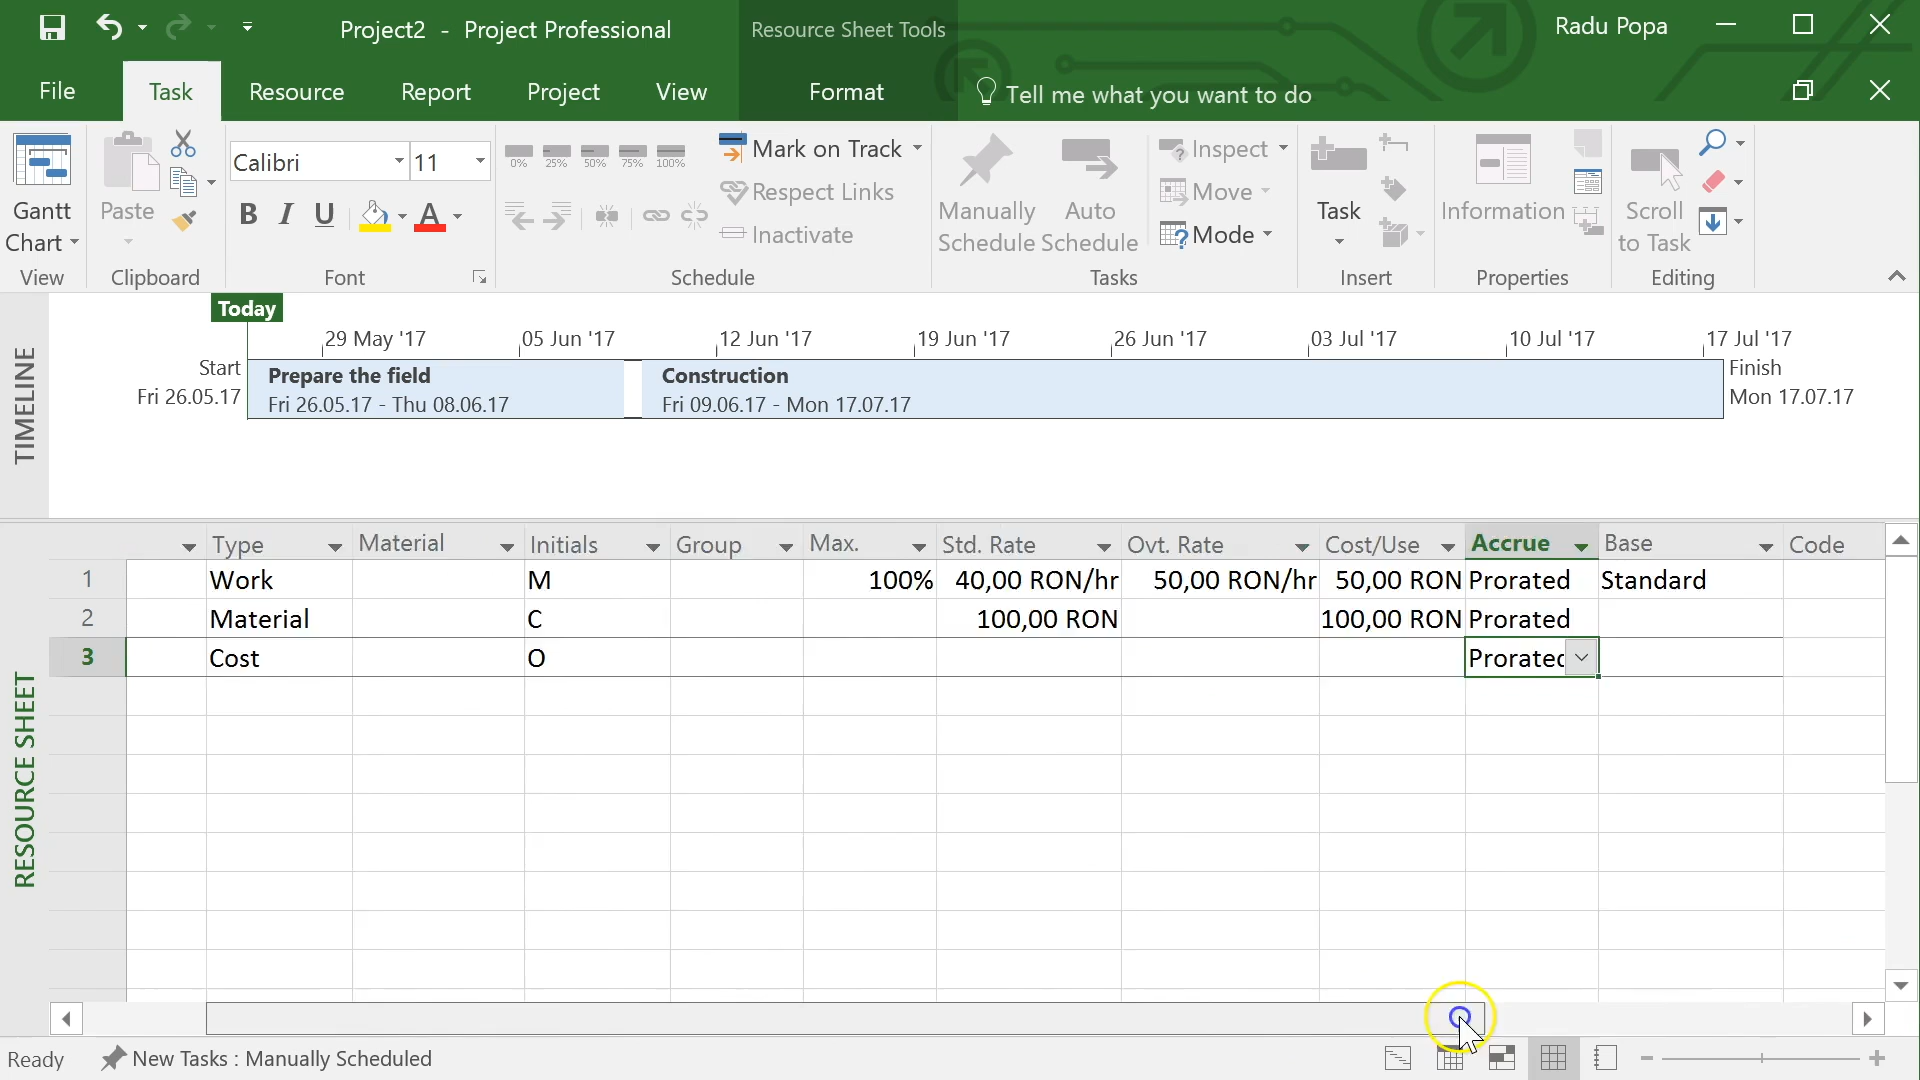 Project2 - Project Professional
Resource Sheet Tools
Radu Popa
File Task Resource Report Project View Format Tell me what you want to do
Gantt Chart
Paste
Calibri 11
B I U A
0% 25% 50% 75% 100%
Mark on Track
Respect Links
Inactivate
Manually Schedule
Auto Schedule
Inspect
Move
Mode
Task
Information
Scroll to Task
View Clipboard Font Schedule Tasks Insert Properties Editing
TIMELINE
Today
29 May '17 05 Jun '17 12 Jun '17 19 Jun '17 26 Jun '17 03 Jul '17 10 Jul '17 17 Jul '17
Start
Fri 26.05.17
Prepare the field
Fri 26.05.17 - Thu 08.06.17
Construction
Fri 09.06.17 - Mon 17.07.17
Finish
Mon 17.07.17
RESOURCE SHEET
Type Material Initials Group Max. Std. Rate Ovt. Rate Cost/Use Accrue Base Code
1 Work M 100% 40,00 RON/hr 50,00 RON/hr 50,00 RON Prorated Standard
2 Material C 100,00 RON 100,00 RON Prorated
3 Cost O Prorated
Ready New Tasks : Manually Scheduled